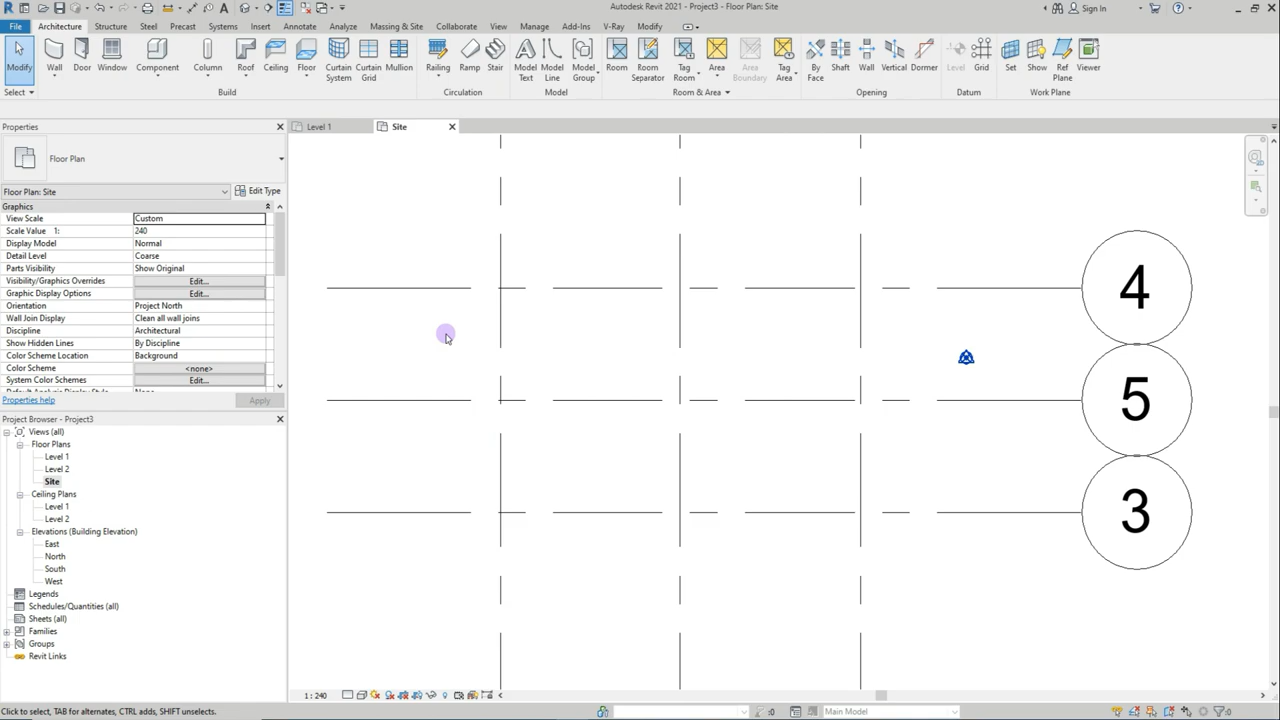 Autodesk Revit 2021 - Project3 - Floor Plan: Site
Sign In
File Architecture Structure Steel Precast Systems Insert Annotate Analyze Massing & Site Collaborate View Manage Add-Ins V-Ray Modify
Modify Wall Door Window Component Column Roof Ceiling Floor Curtain System Curtain Grid Mullion Railing Ramp Stair Model Text Model Line Model Group Room Room Separator Tag Room Area Area Boundary Tag Area By Face Shaft Wall Vertical Dormer Level Grid Set Show Ref Plane Viewer
Select Build Circulation Model Room & Area Opening Datum Work Plane
Properties
Level 1
Site
Floor Plan
Floor Plan: Site
Edit Type
Graphics
View Scale Custom
Scale Value 1: 240
Display Model Normal
Detail Level Coarse
Parts Visibility Show Original
Visibility/Graphics Overrides Edit...
Graphic Display Options Edit...
Orientation Project North
Wall Join Display Clean all wall joins
Discipline Architectural
Show Hidden Lines By Discipline
Color Scheme Location Background
Color Scheme <none>
System Color Schemes Edit...
Properties help
Apply
Project Browser - Project3
Views (all)
Floor Plans
Level 1
Level 2
Site
Ceiling Plans
Level 1
Level 2
Elevations (Building Elevation)
East
North
South
West
Legends
Schedules/Quantities (all)
Sheets (all)
Families
Groups
Revit Links
4
5
3
1 : 240
Click to select, TAB for alternates, CTRL adds, SHIFT unselects.
:0
Main Model
:0